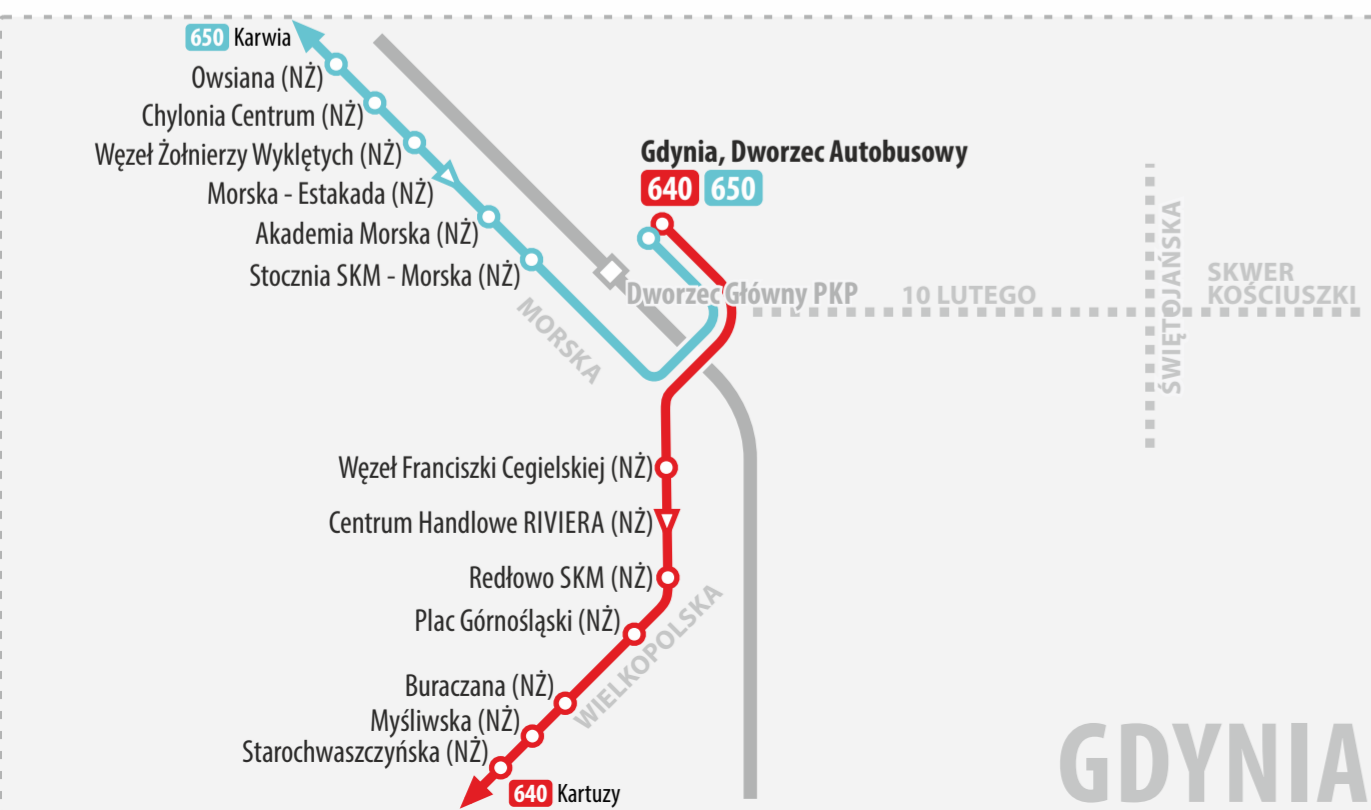 650 Karwia
Owsiana (NŻ)
Chylonia Centrum (NŻ)
Węzeł Żołnierzy Wyklętych (NŻ)
Morska - Estakada (NŻ)
Akademia Morska (NŻ)
Stocznia SKM - Morska (NŻ)
MORSKA
Gdynia, Dworzec Autobusowy
640 650
Dworzec Główny PKP
10 LUTEGO
ŚWIĘTOJAŃSKA
SKWER
KOŚCIUSZKI
Węzeł Franciszki Cegielskiej (NŻ)
Centrum Handlowe RIVIERA (NŻ)
Redłowo SKM (NŻ)
Plac Górnośląski (NŻ)
WIELKOPOLSKA
Buraczana (NŻ)
Myśliwska (NŻ)
Starochwaszczyńska (NŻ)
640 Kartuzy
GDYNIA